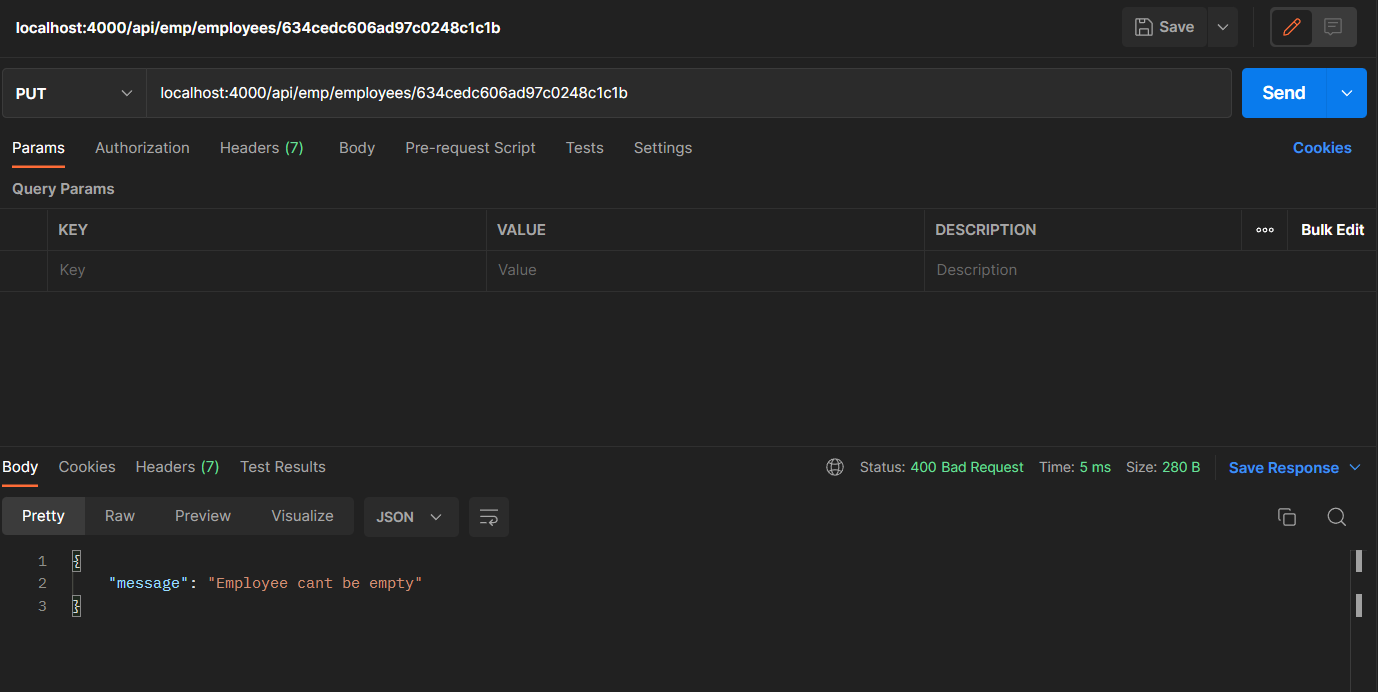 localhost:4000/api/emp/employees/634cedc606ad97c0248c1c1b Save
PUT localhost:4000/api/emp/employees/634cedc606ad97c0248c1c1b Send
Params Authorization Headers (7) Body Pre-request Script Tests Settings Cookies
Query Params
KEY VALUE DESCRIPTION ooo Bulk Edit
Key Value Description
Body Cookies Headers (7) Test Results Status: 400 Bad Request Time: 5 ms Size: 280 B Save Response
Pretty Raw Preview Visualize JSON
1 {
2 "message": "Employee cant be empty"
3 }